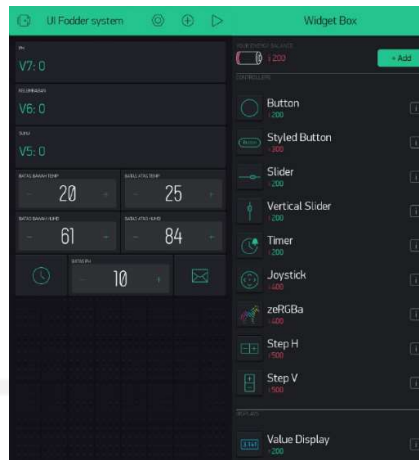 UI Fodder system
PH
V7: 0
KELEMBABAN
V6: 0
SUHU
V5: 0
BATAS BAWAH TEMP
BATAS ATAS TEMP
- 20 +
- 25 +
BATAS BAWAH HUMD
BATAS ATAS HUMD
- 61 -
- 84 -
BATAS PH
- 10 +
Widget Box
YOUR ENERGY BALANCE
200
+ Add
CONTROLLERS
Button
200
Styled Button
300
Slider
200
Vertical Slider
200
Timer
200
Joystick
400
zeRGBa
400
Step H
500
Step V
500
DISPLAYS
Value Display
200